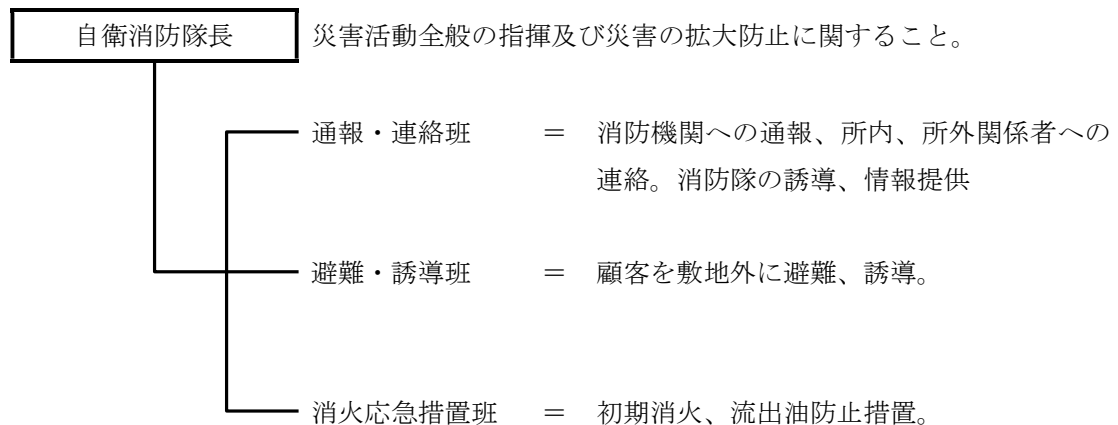 自衛消防隊長 災害活動全般の指揮及び災害の拡大防止に関すること。
通報・連絡班 = 消防機関への通報、所内、所外関係者への
連絡。消防隊の誘導、情報提供
避難・誘導班 = 顧客を敷地外に避難、誘導。
消火応急措置班 = 初期消火、流出油防止措置。